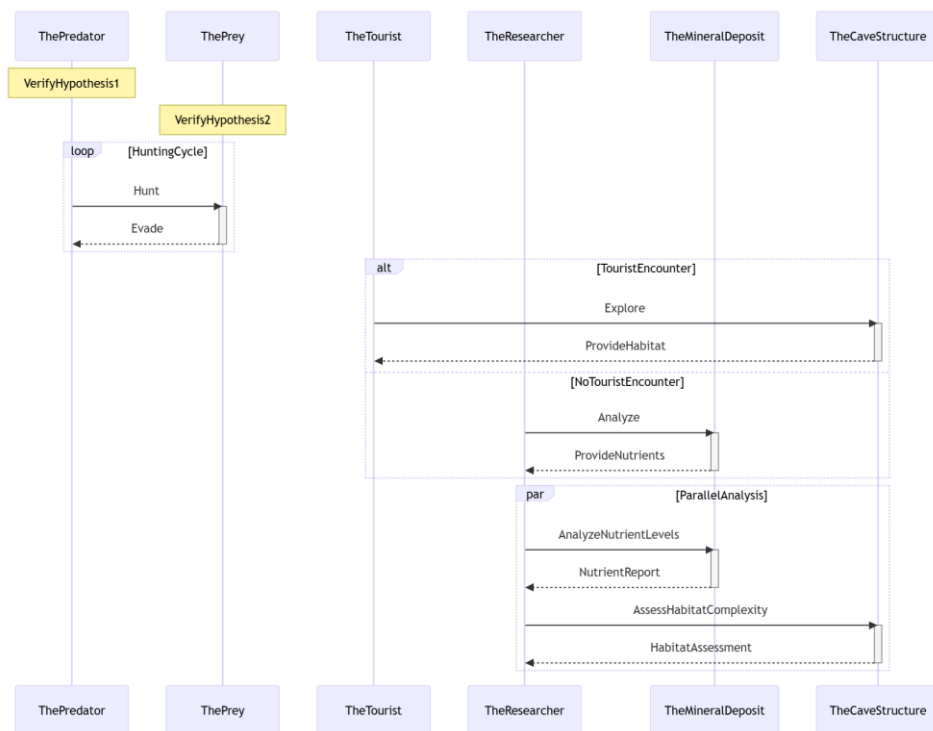 ThePredator ThePrey TheTourist TheResearcher TheMineralDeposit TheCaveStructure
VerifyHypothesis1
VerifyHypothesis2
loop [HuntingCycle]
Hunt
Evade
alt [TouristEncounter]
Explore
ProvideHabitat
[NoTouristEncounter]
Analyze
ProvideNutrients
par [ParallelAnalysis]
AnalyzeNutrientLevels
NutrientReport
AssessHabitatComplexity
HabitatAssessment
ThePredator ThePrey TheTourist TheResearcher TheMineralDeposit TheCaveStructure